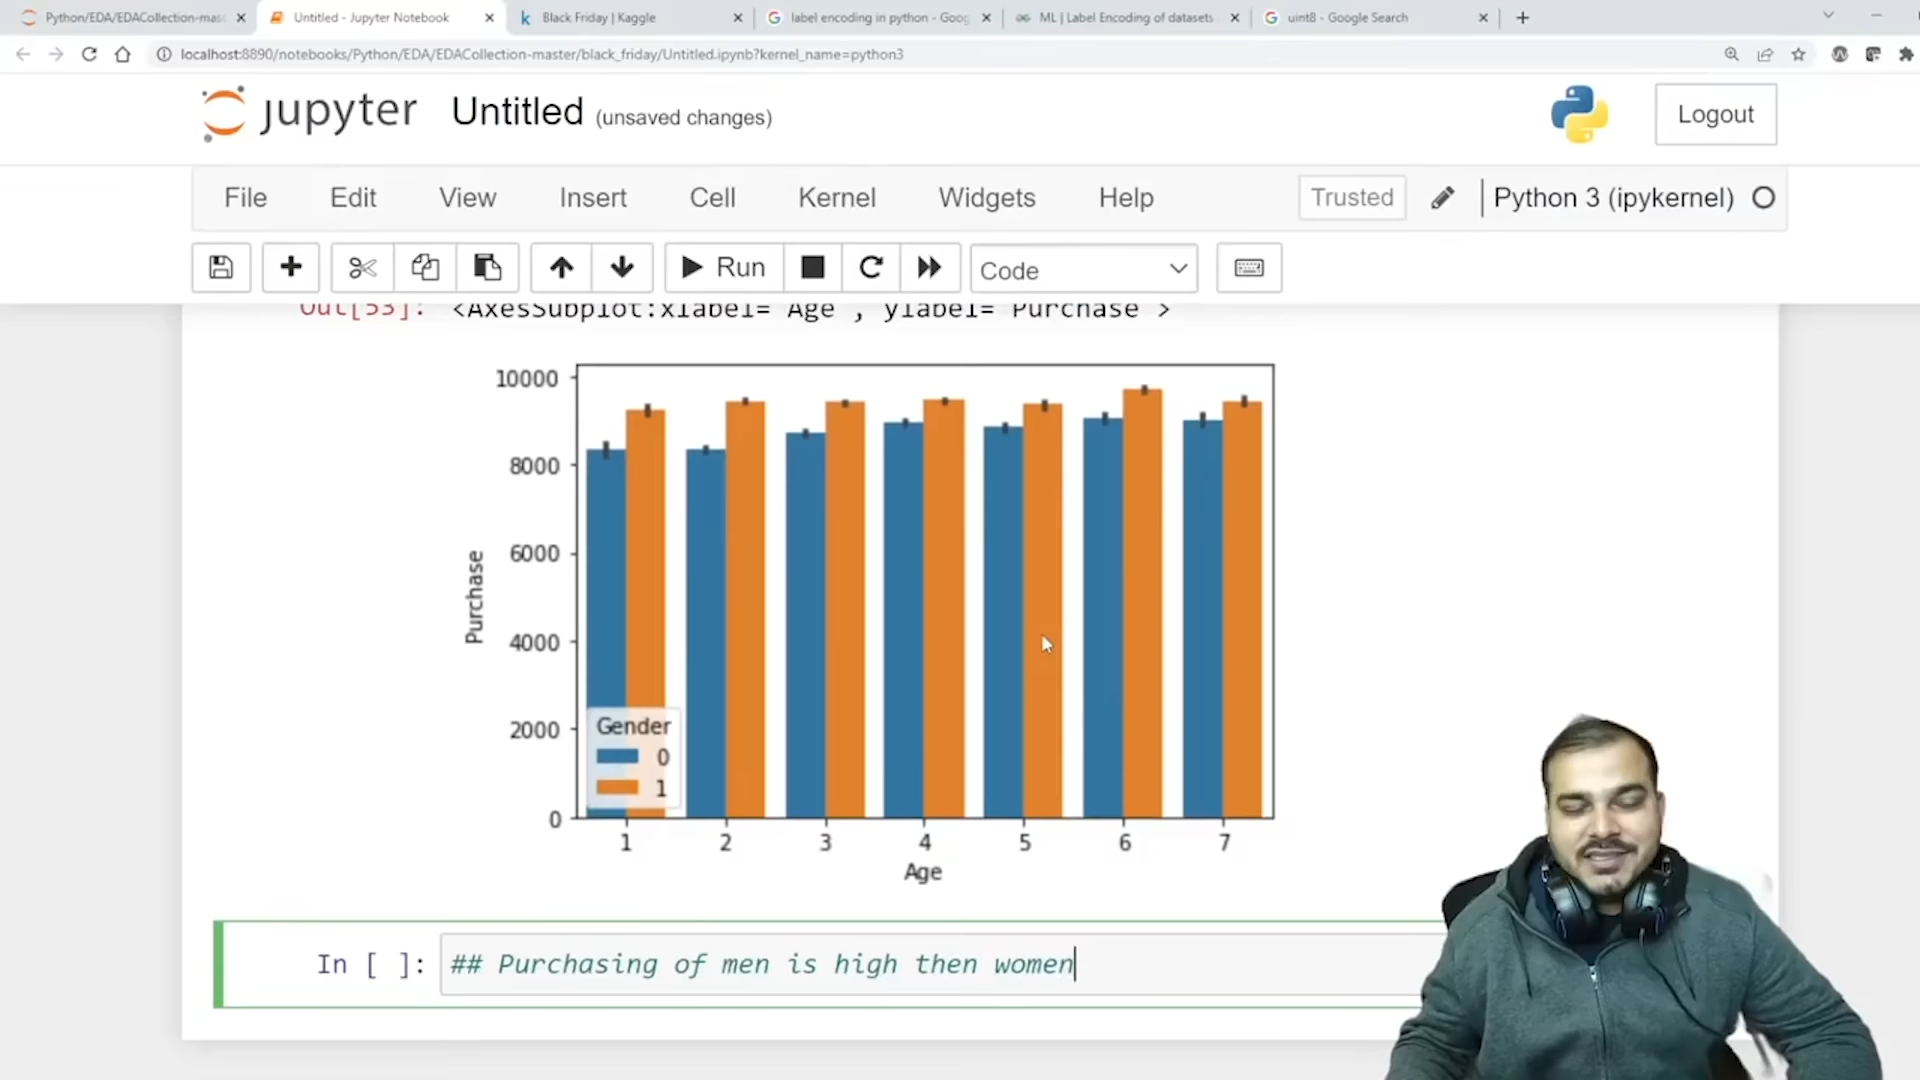 Python/EDA/EDACollection-mast
Untitled - Jupyter Notebook
Black Friday | Kaggle
label encoding in python - Goog
ML | Label Encoding of datasets
uint8 - Google Search
localhost:8890/notebooks/Python/EDA/EDACollection-master/black_friday/Untitled.ipynb?kernel_name=python3
jupyter Untitled (unsaved changes)
Logout
File Edit View Insert Cell Kernel Widgets Help Trusted Python 3 (ipykernel)
Run Code
Out[53]: <AxesSubplot:xlabel='Age', ylabel='Purchase'>
10000
8000
6000
4000
2000
0
Purchase
Gender
0
1
1 2 3 4 5 6 7
Age
In [ ]: ## Purchasing of men is high then women